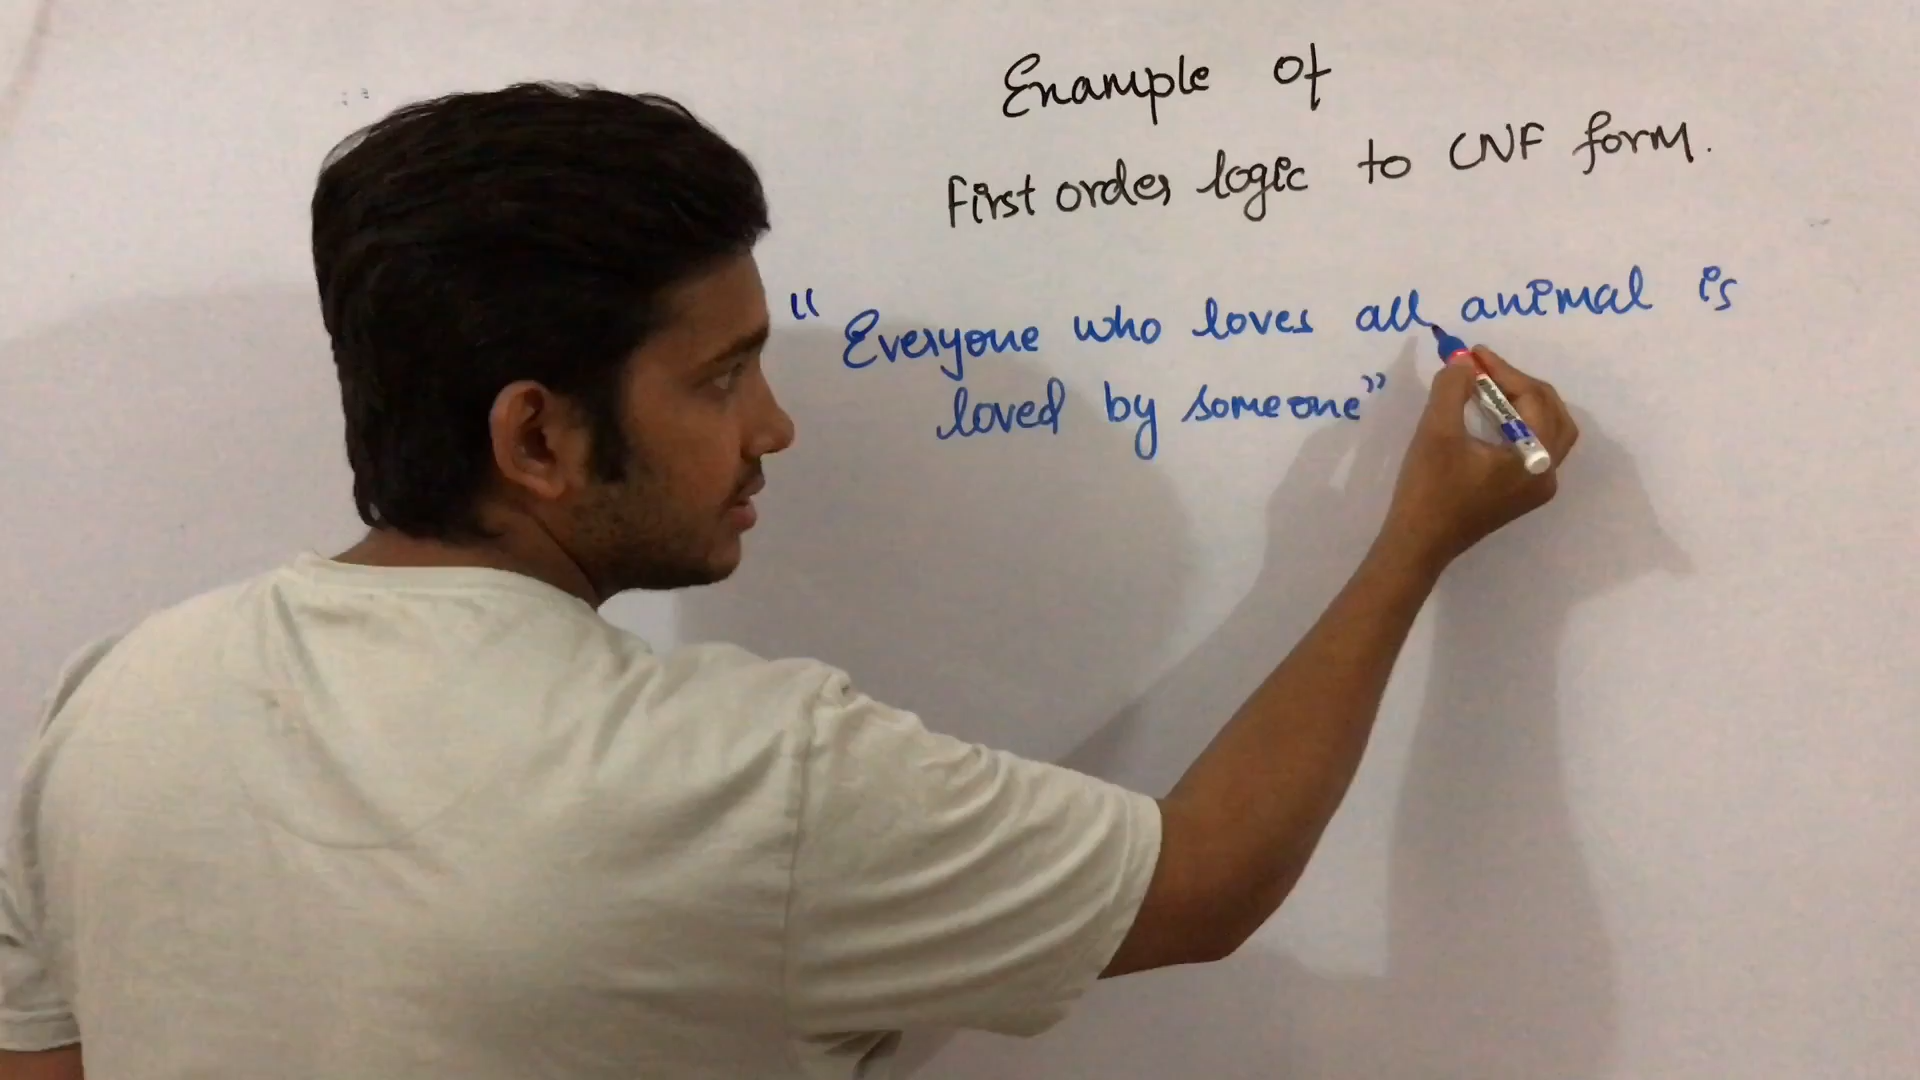 Example of
First order logic to CNF form.
"Everyone who loves all animal is
loved by someone"